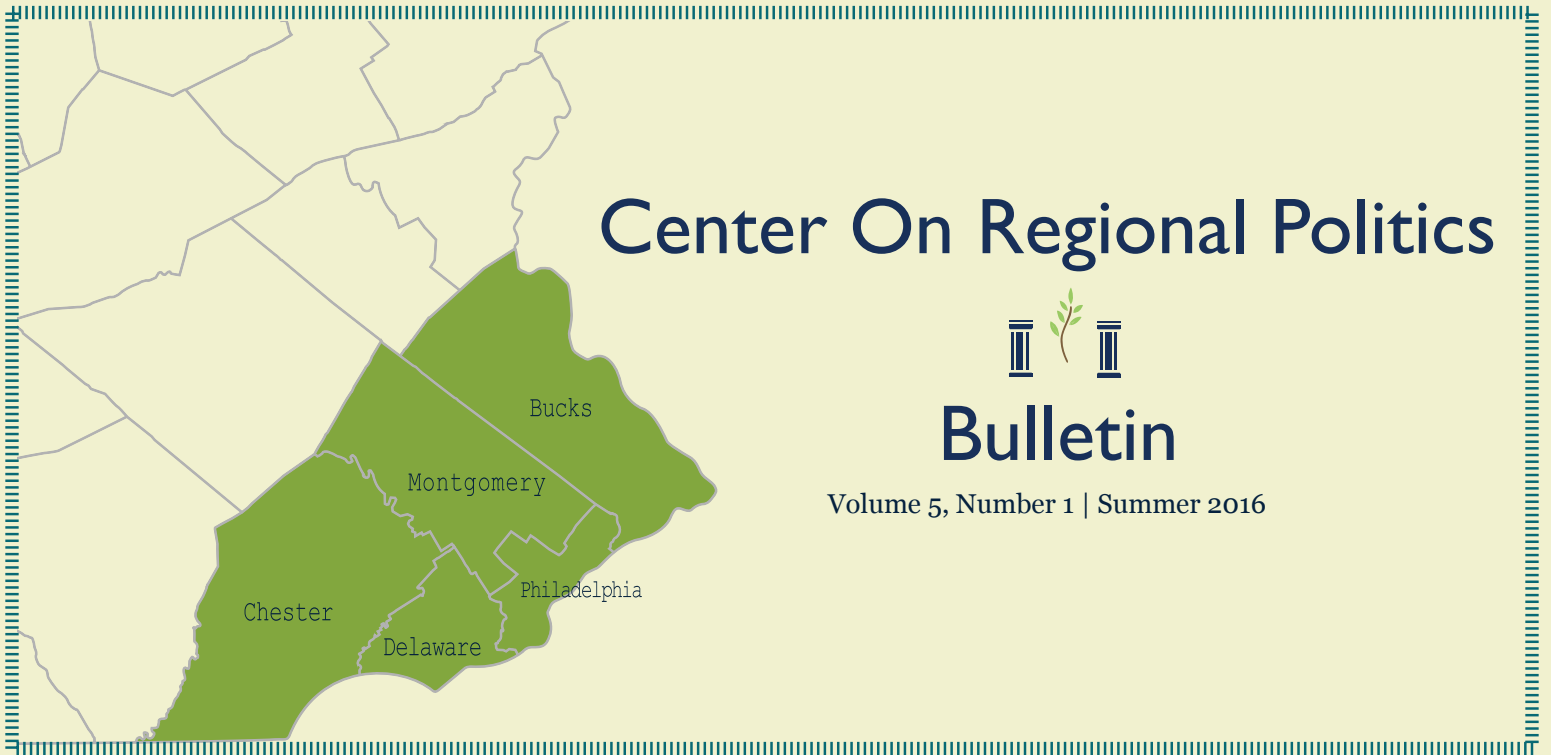 Center On Regional Politics
Bulletin
Volume 5, Number 1 | Summer 2016
Bucks
Montgomery
Philadelphia
Chester
Delaware